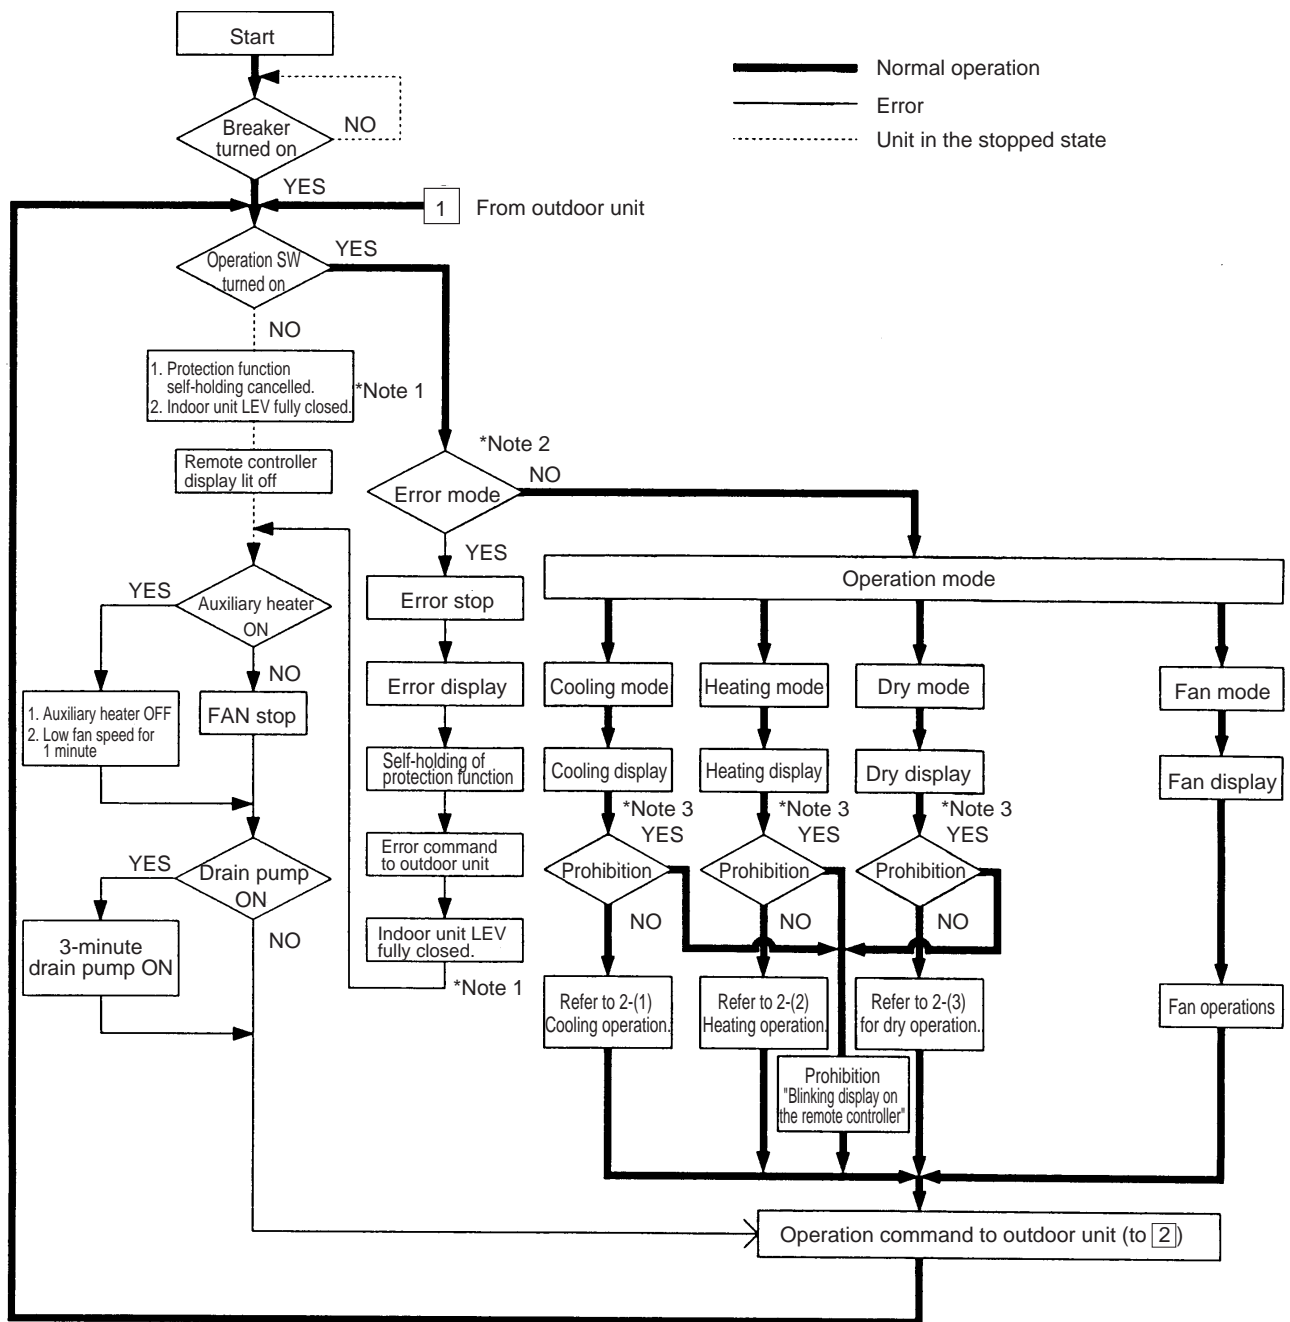 Start
Normal operation
Error
Unit in the stopped state
Breaker
turned on
NO
YES
1 From outdoor unit
Operation SW
turned on
YES
NO
1. Protection function
self-holding cancelled.
2. Indoor unit LEV fully closed.
*Note 1
Remote controller
display lit off
*Note 2
Error mode
NO
YES
Operation mode
Auxiliary heater
ON
YES
NO
1. Auxiliary heater OFF
2. Low fan speed for
1 minute
FAN stop
Error stop
Error display
Self-holding of
protection function
Error command
to outdoor unit
Indoor unit LEV
fully closed.
*Note 1
Drain pump
ON
YES
NO
3-minute
drain pump ON
Cooling mode
Heating mode
Dry mode
Fan mode
Cooling display
Heating display
Dry display
Fan display
*Note 3
YES
*Note 3
YES
*Note 3
YES
Prohibition
Prohibition
Prohibition
NO
NO
NO
Refer to 2-(1)
Cooling operation.
Refer to 2-(2)
Heating operation.
Refer to 2-(3)
for dry operation..
Fan operations
Prohibition
"Blinking display on
the remote controller"
Operation command to outdoor unit (to 2)